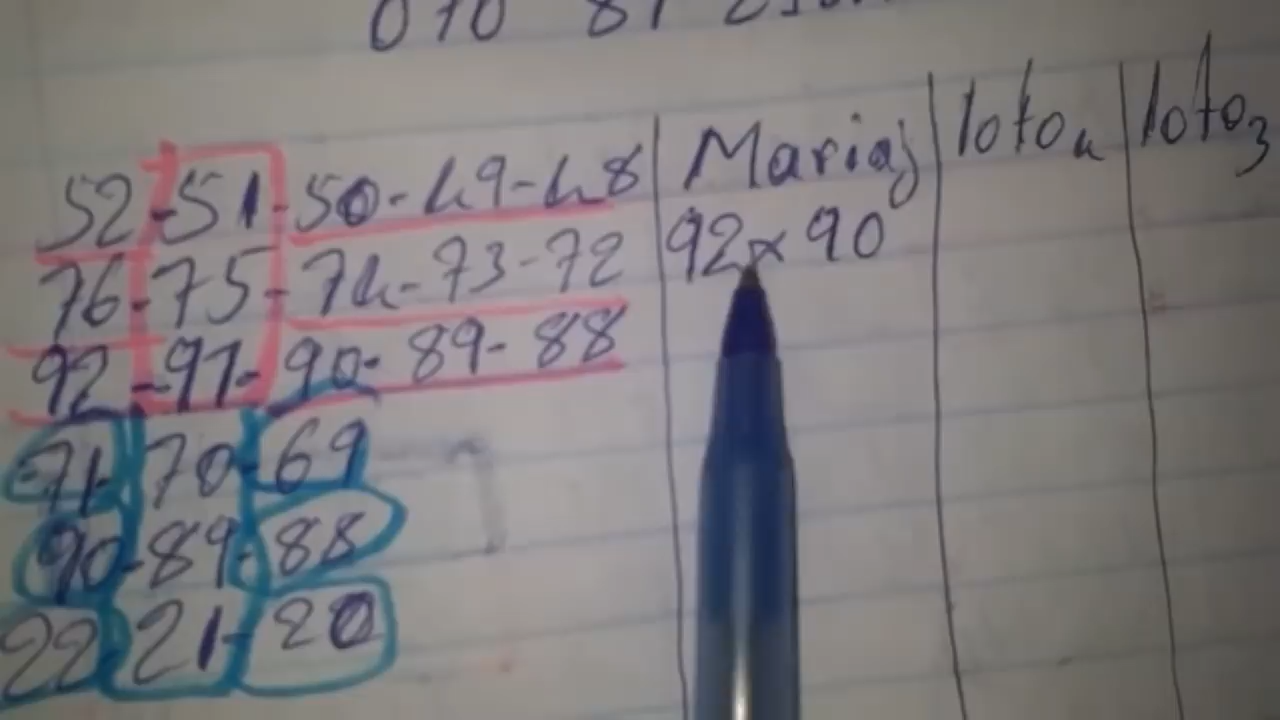 52-51-50-49-48
76-75-74-73-72
92-91-90-89-88
71-70-69
90-89-88
22-21-20
Mariaj
92x90
loto4
loto3